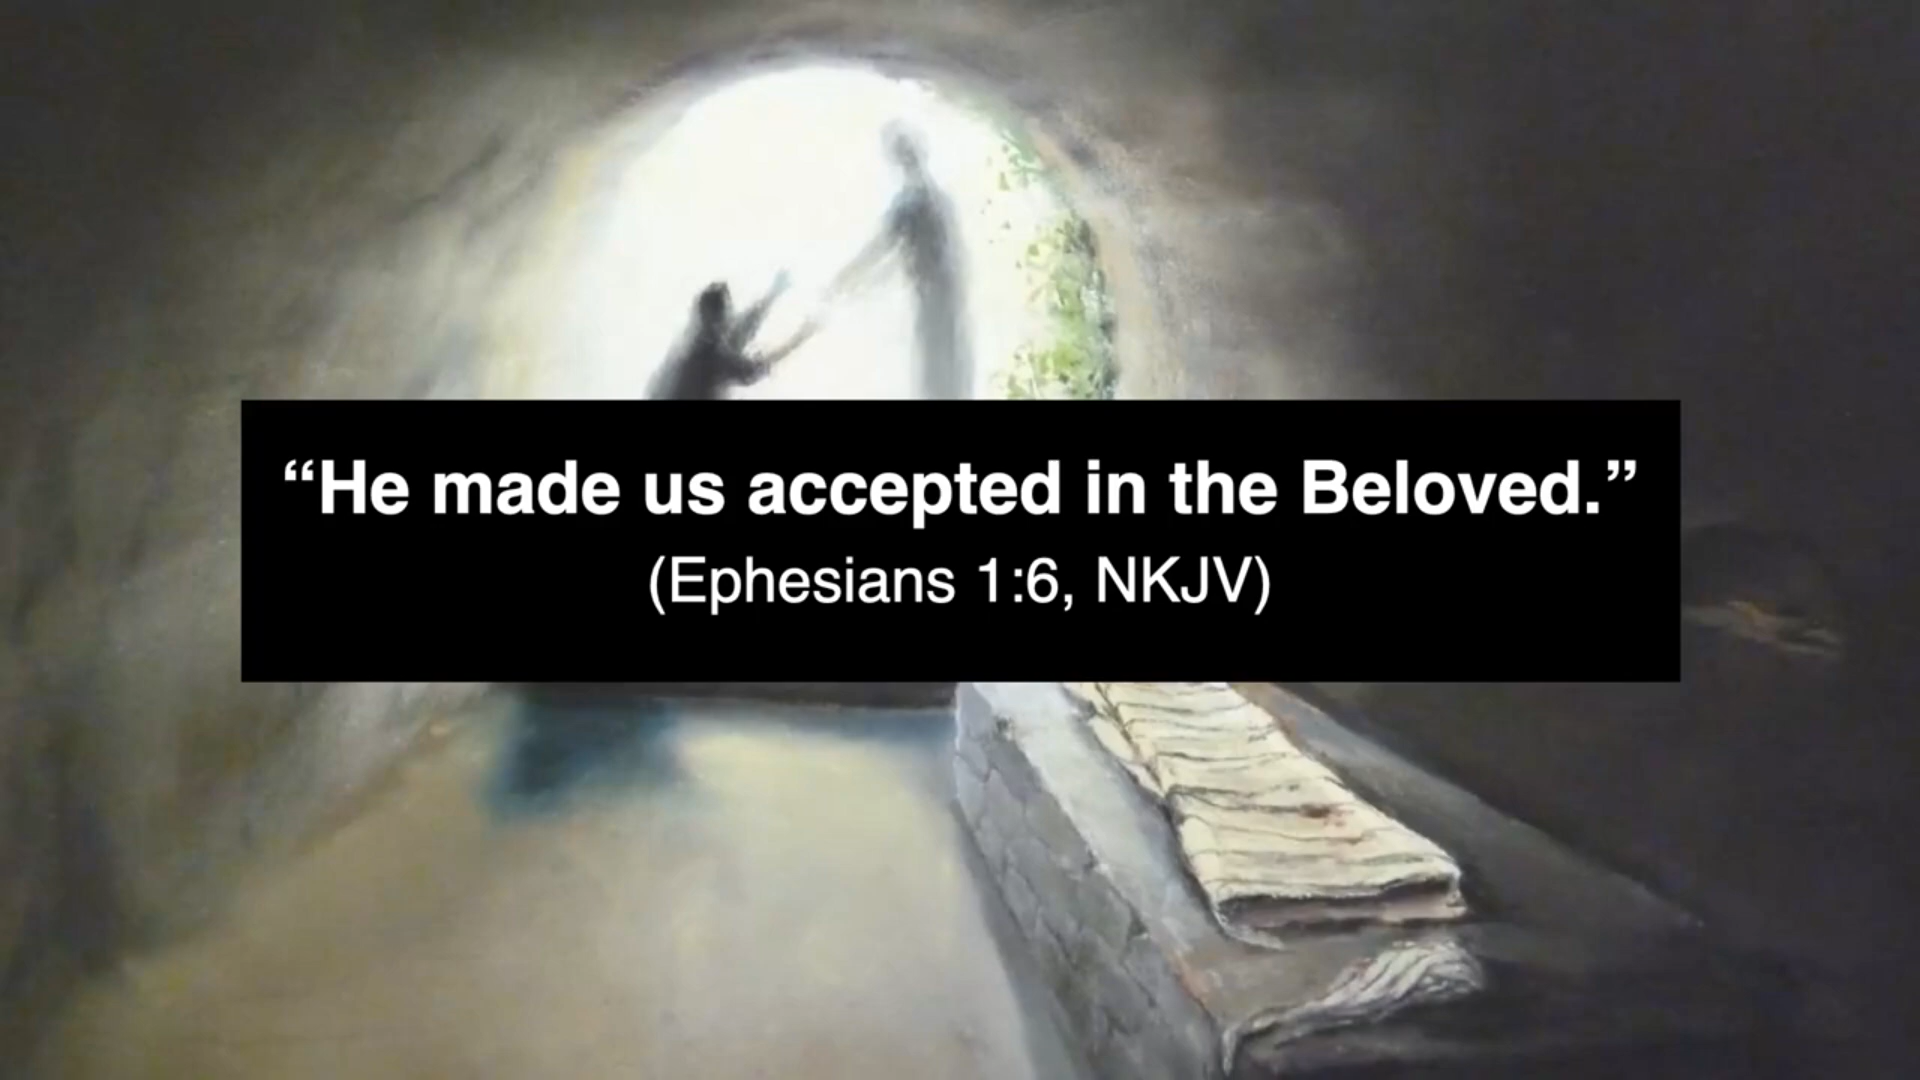 “He made us accepted in the Beloved.”
(Ephesians 1:6, NKJV)